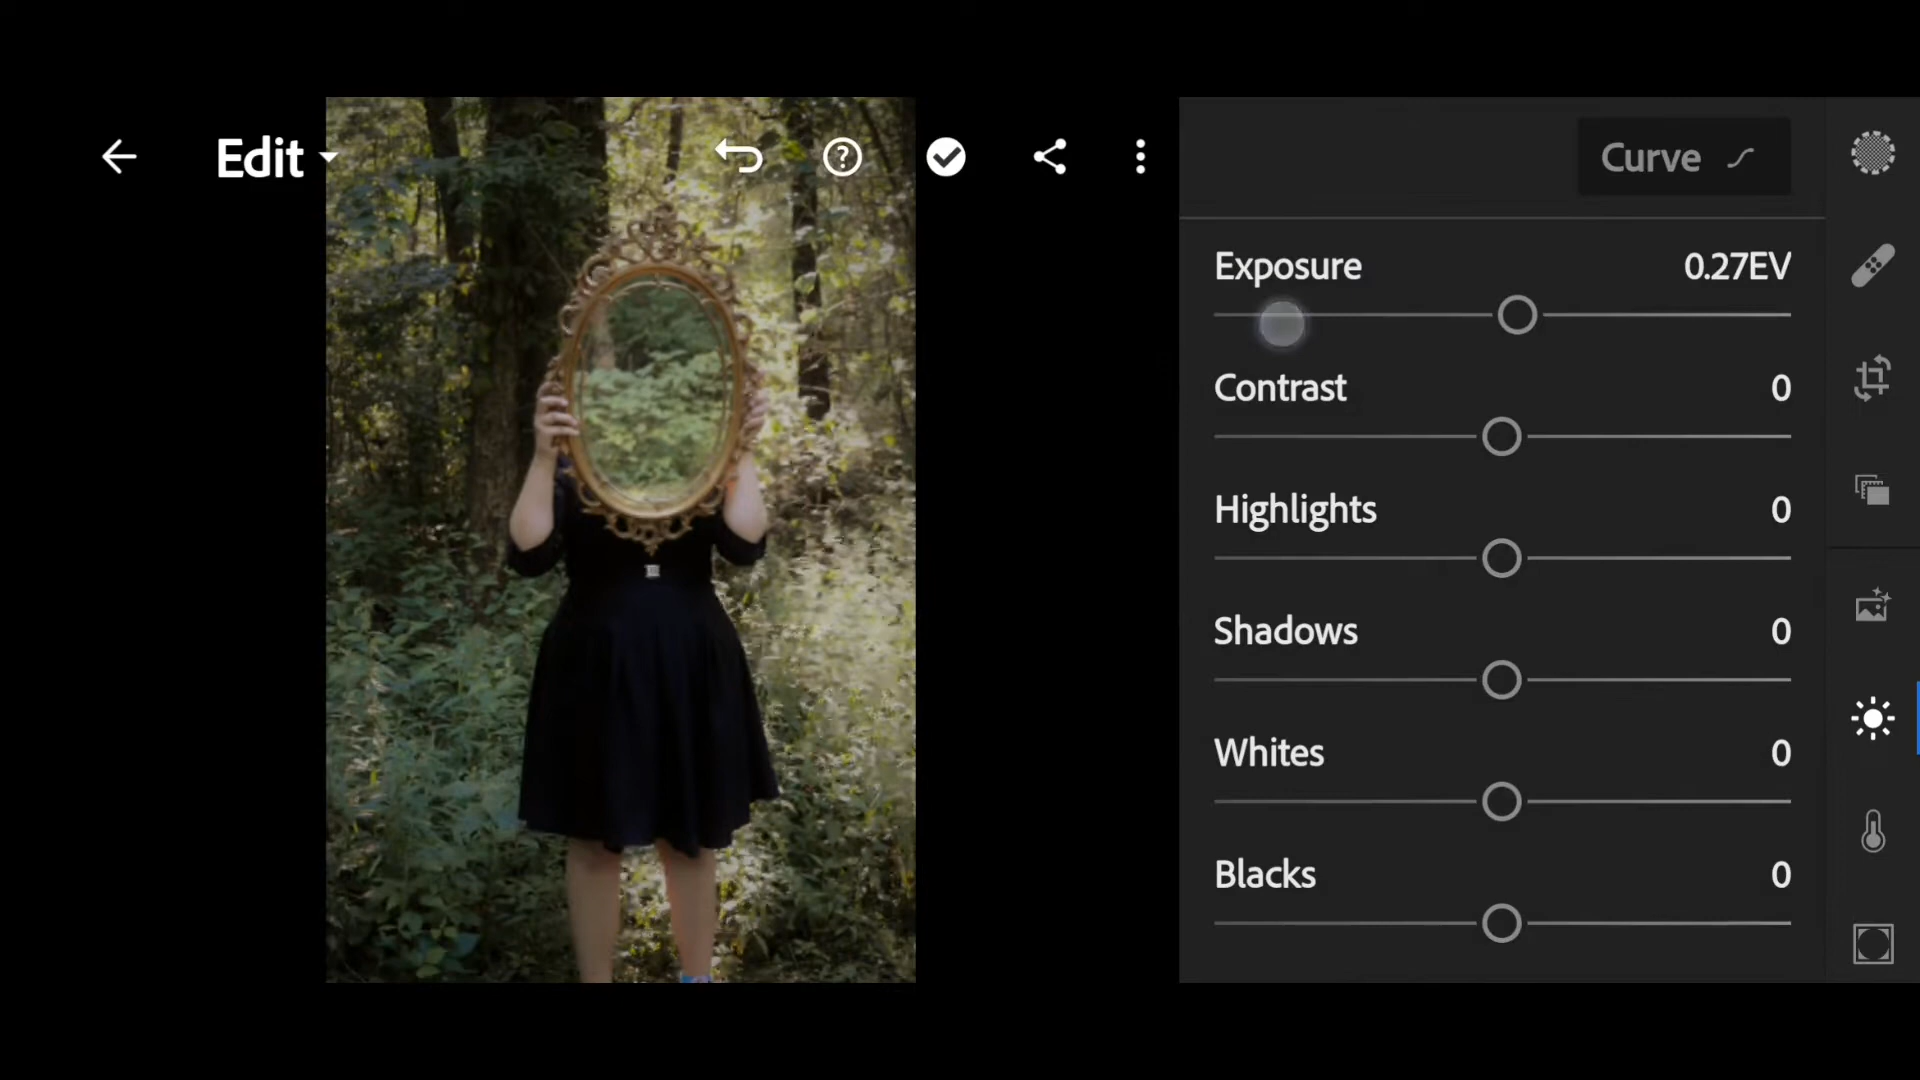 Edit
Curve
Exposure 0.27EV
Contrast 0
Highlights 0
Shadows 0
Whites 0
Blacks 0